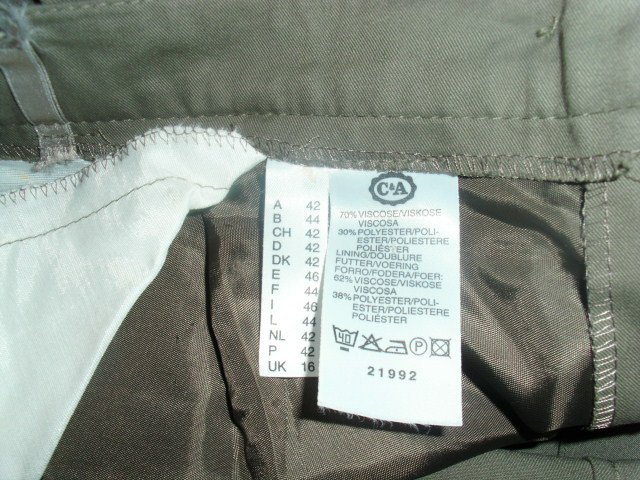 A 42
B 44
CH 42
D 42
DK 42
E 46
F 44
I 46
L 44
NL 42
P 42
UK 16
C&A
70% VISCOSE/VISKOSE
VISCOSA
30% POLYESTER/POLI-
ESTER/POLIESTERE
POLIÉSTER
LINING/DOUBLURE
FUTTER/VOERING
FORRO/FODERA/FOER:
62% VISCOSE/VISKOSE
VISCOSA
38% POLYESTER/POLI-
ESTER/POLIESTERE
POLIÉSTER
40 P
21992